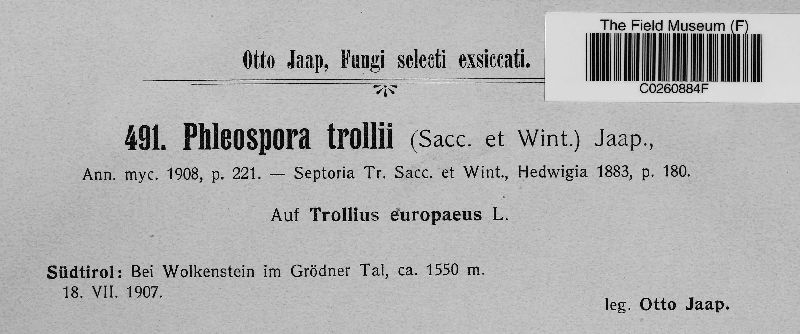 The Field Museum (F)
C0260884F
Otto Jaap, Fungi selecti exsiccati.
491. Phleospora trollii (Sacc. et Wint.) Jaap.,
Ann. myc. 1908, p. 221. — Septoria Tr. Sacc. et Wint., Hedwigia 1883, p. 180.
Auf Trollius europaeus L.
Südtirol: Bei Wolkenstein im Grödner Tal, ca. 1550 m.
18. VII. 1907.
leg. Otto Jaap.